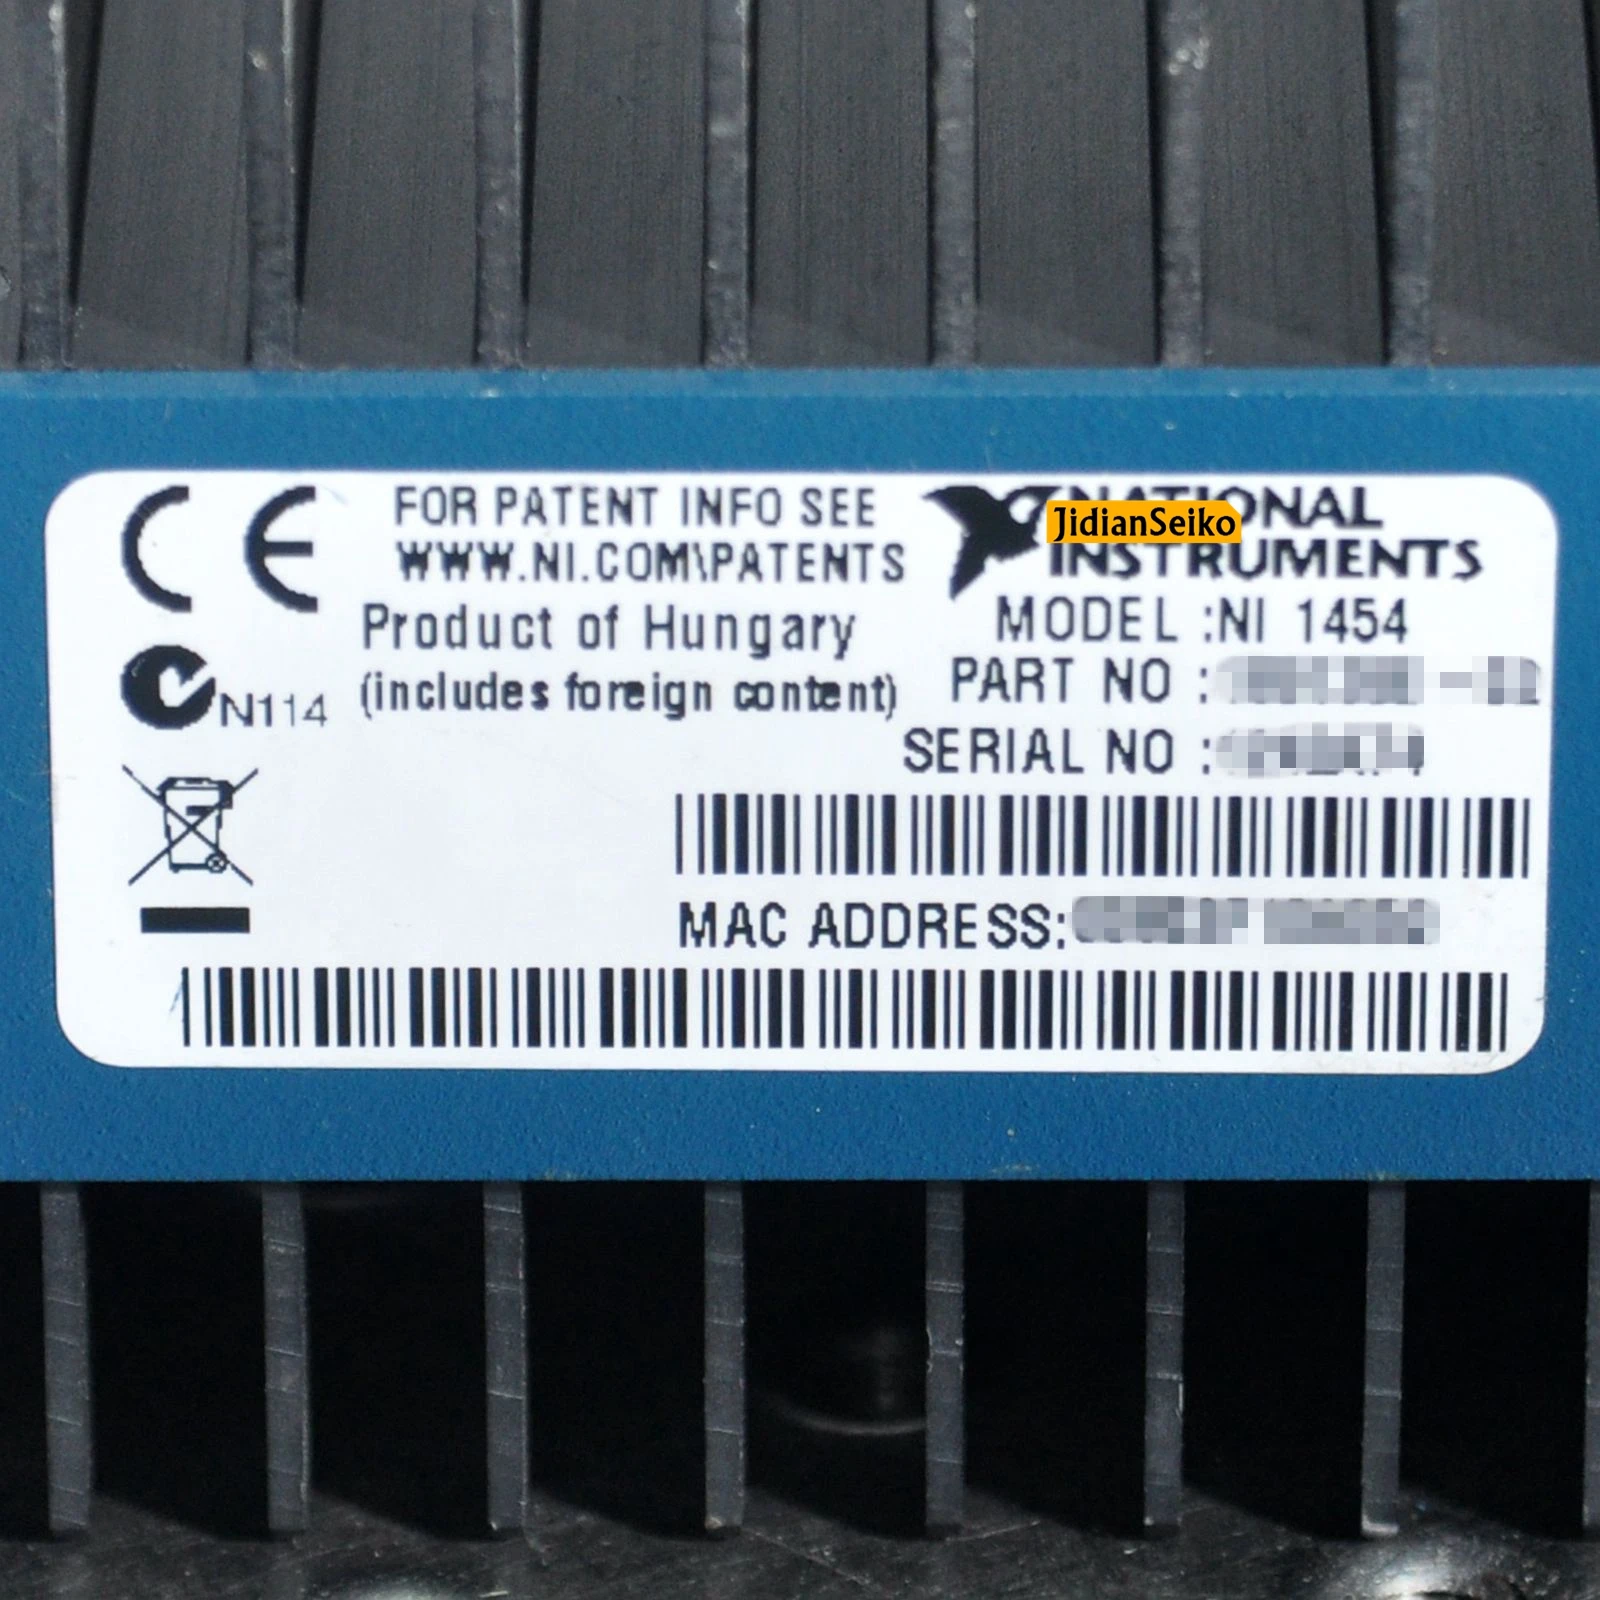 CE
FOR PATENT INFO SEE
WWW.NI.COM\PATENTS
Product of Hungary
(includes foreign content)
N114
JidianSeiko
NATIONAL
INSTRUMENTS
MODEL :NI 1454
PART NO :
SERIAL NO :
MAC ADDRESS: